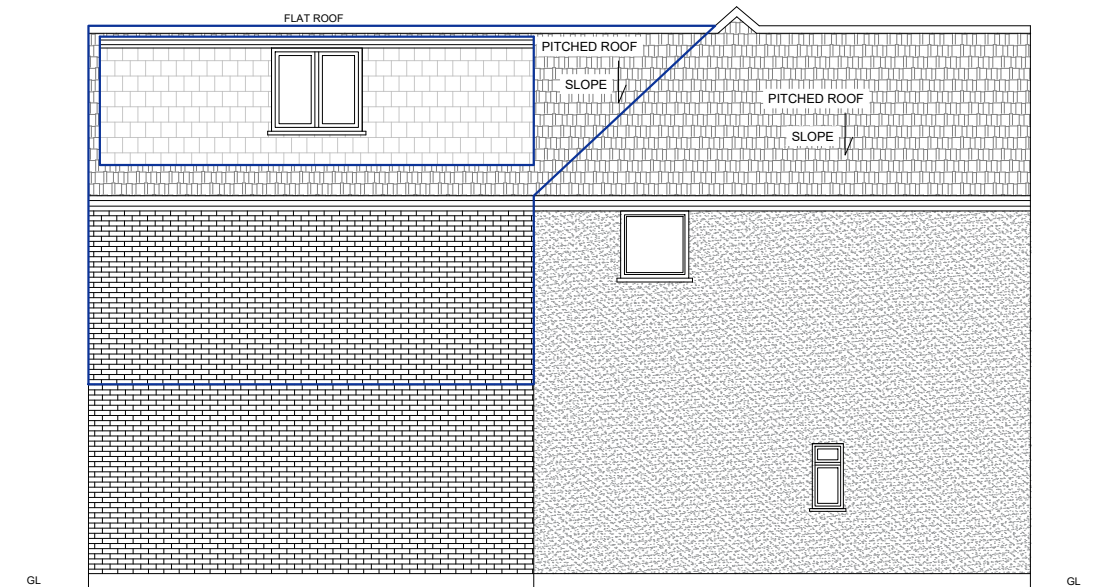 FLAT ROOF
PITCHED ROOF
SLOPE
PITCHED ROOF
SLOPE
GL
GL